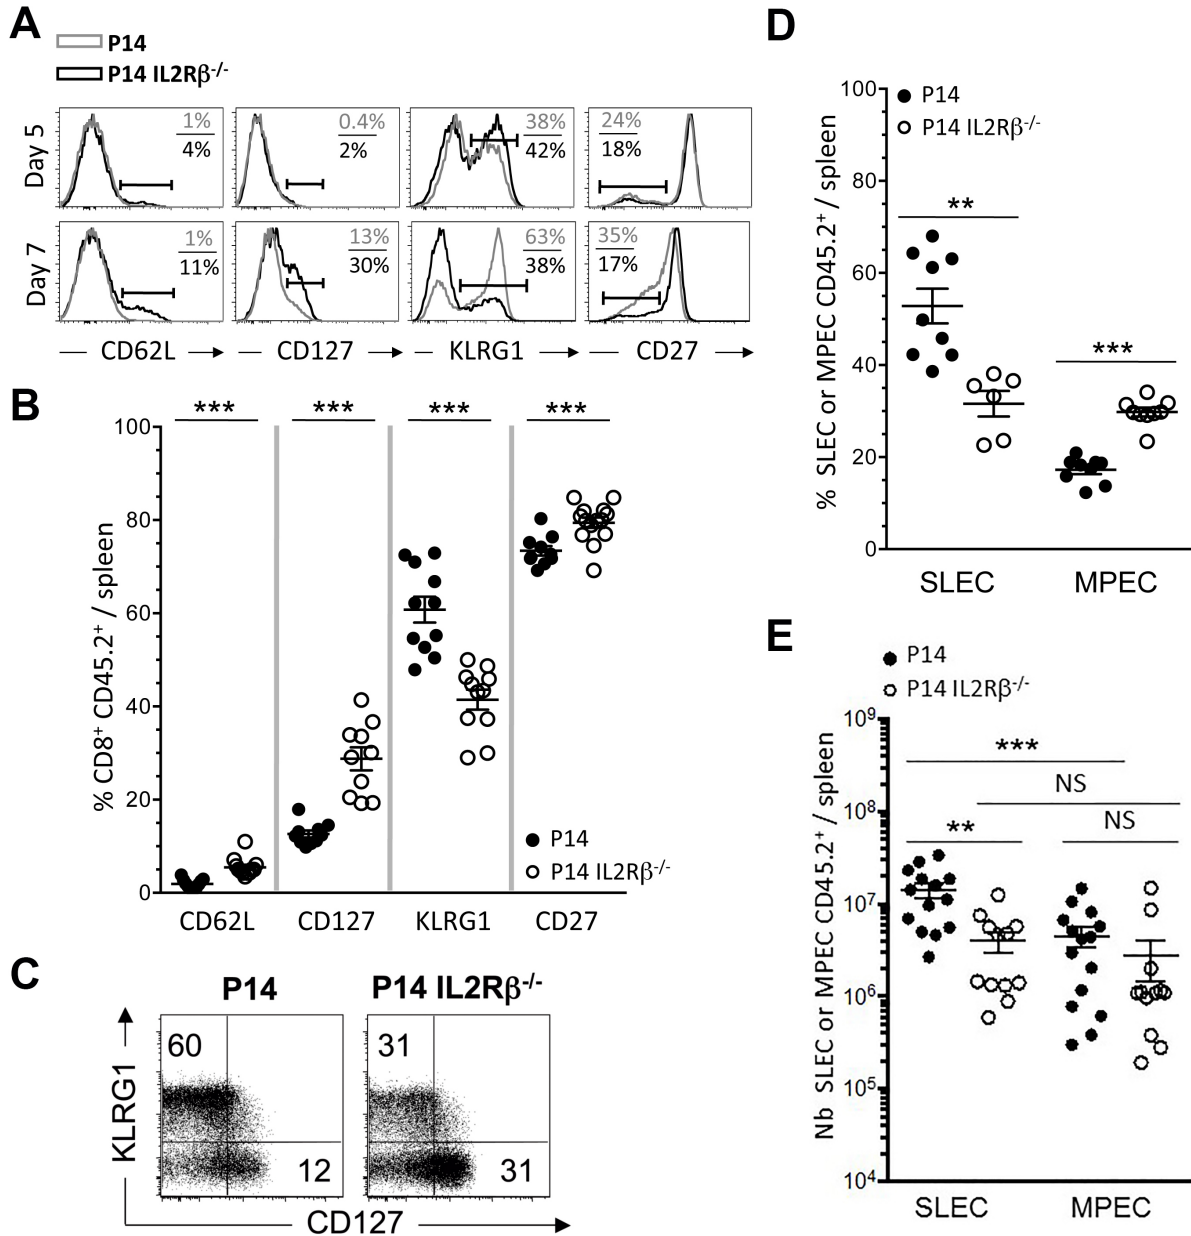 A
P14
P14 IL2Rβ-/-
Day 5
1%
4%
0.4%
2%
38%
42%
24%
18%
Day 7
1%
11%
13%
30%
63%
38%
35%
17%
CD62L
CD127
KLRG1
CD27
B
***
***
***
***
% CD8+ CD45.2+ / spleen
100
80
60
40
20
0
P14
P14 IL2Rβ-/-
CD62L
CD127
KLRG1
CD27
C
P14
P14 IL2Rβ-/-
KLRG1
60
12
31
31
CD127
D
P14
P14 IL2Rβ-/-
% SLEC or MPEC CD45.2+ / spleen
100
80
60
40
20
0
**
***
SLEC
MPEC
E
P14
P14 IL2Rβ-/-
Nb SLEC or MPEC CD45.2+ / spleen
10⁹
10⁸
10⁷
10⁶
10⁵
10⁴
***
NS
**
NS
SLEC
MPEC